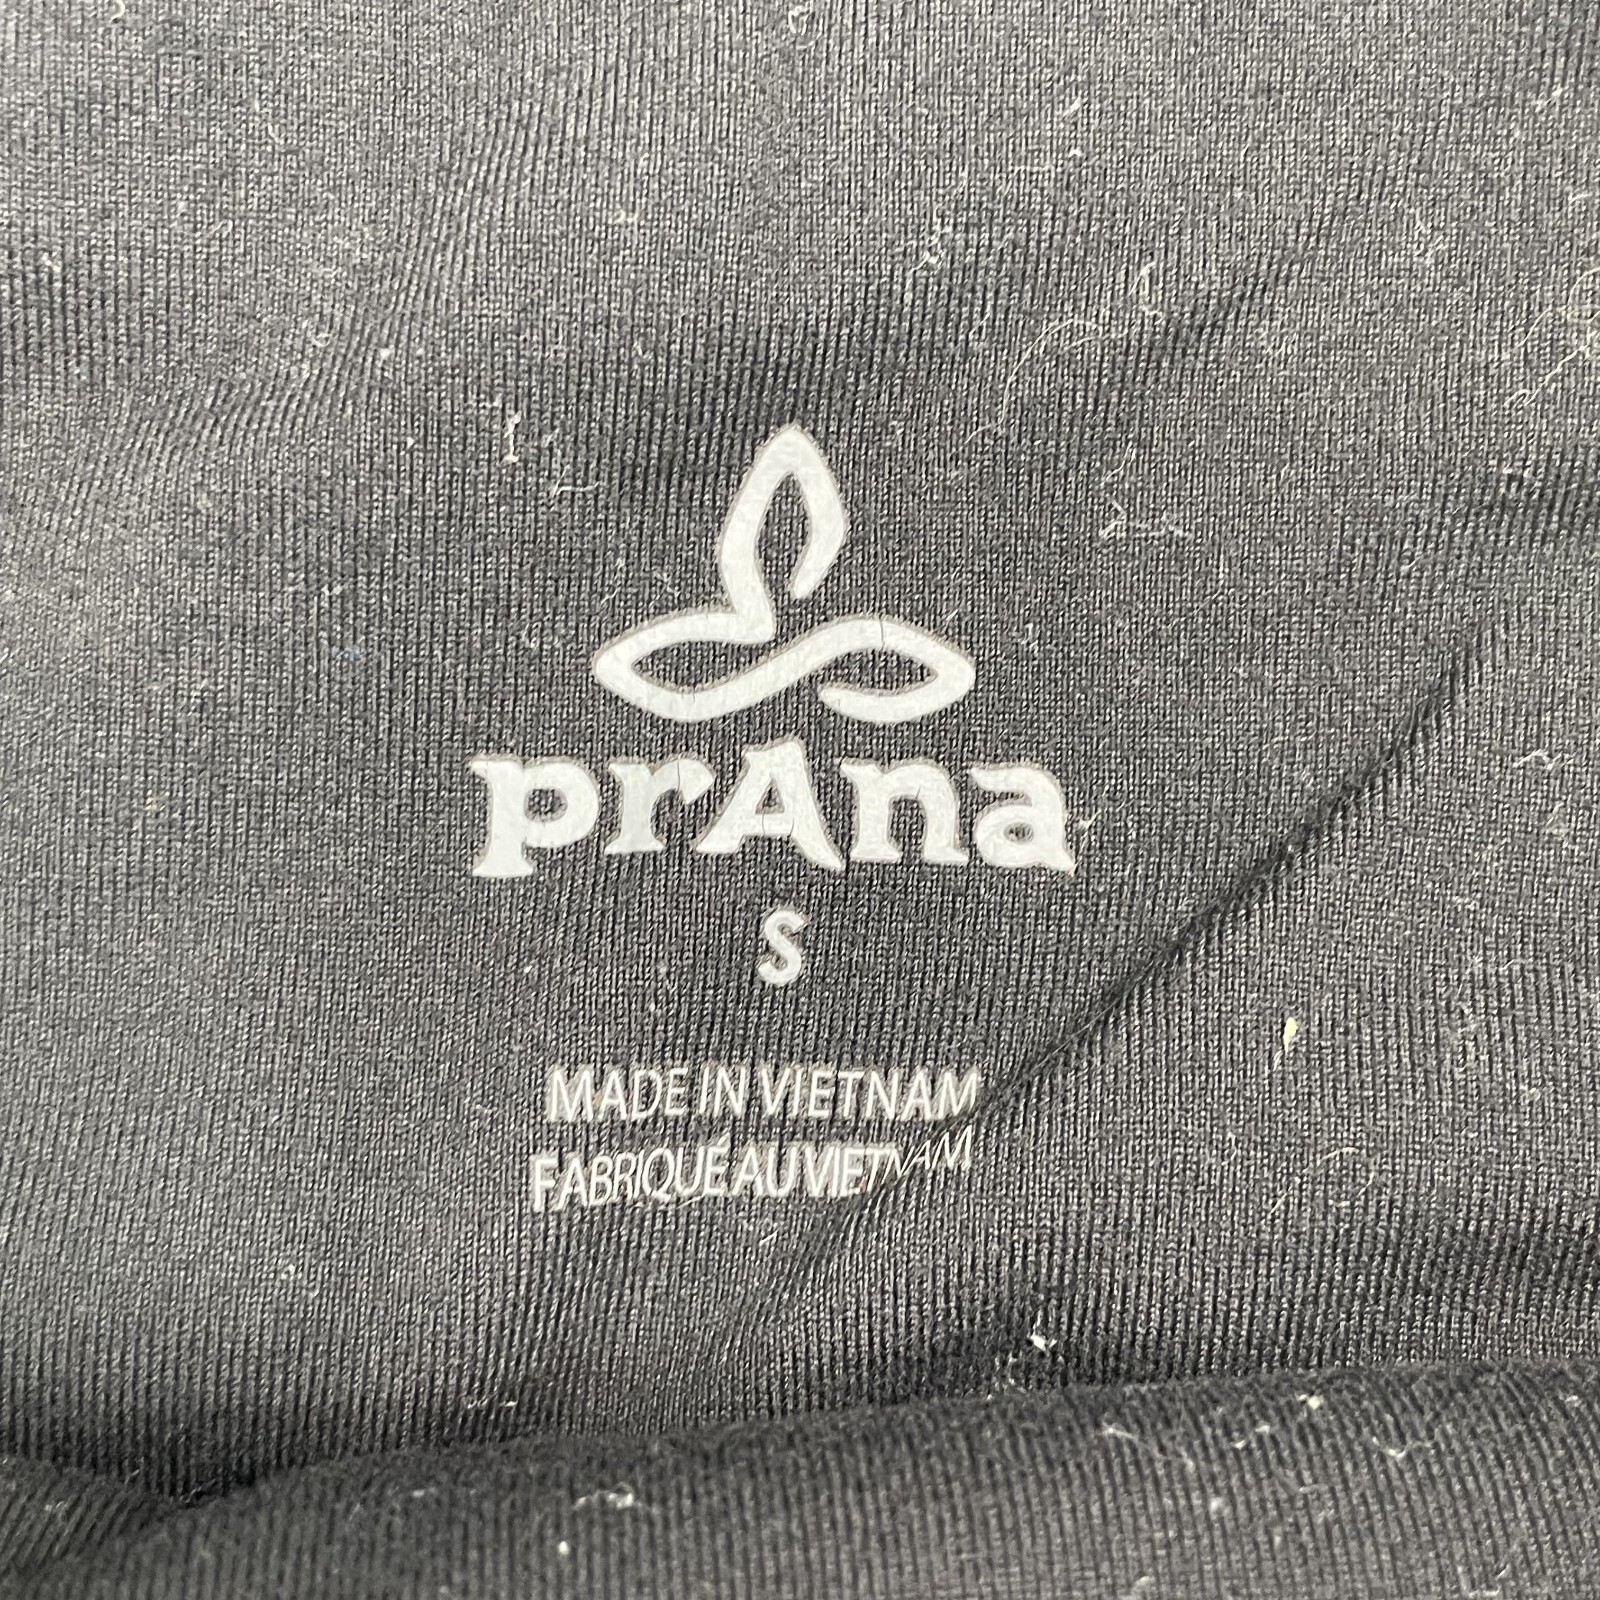 prAna
S
MADE IN VIETNAM
FABRIQUÉ AU VIETNAM